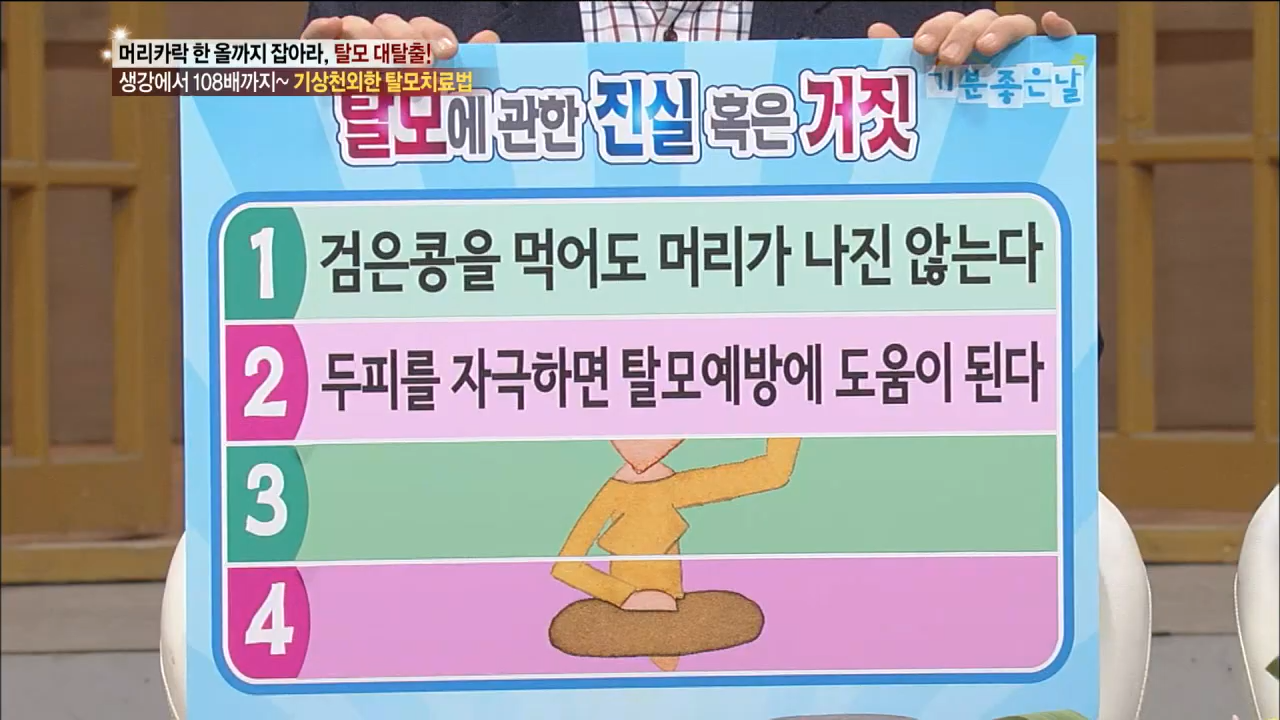 머리카락 한 올까지 잡아라, 탈모 대탈출!
생강에서 108배까지~ 기상천외한 탈모치료법
기분좋은날
탈모에 관한 진실 혹은 거짓
1 검은콩을 먹어도 머리가 나진 않는다
2 두피를 자극하면 탈모예방에 도움이 된다
3
4